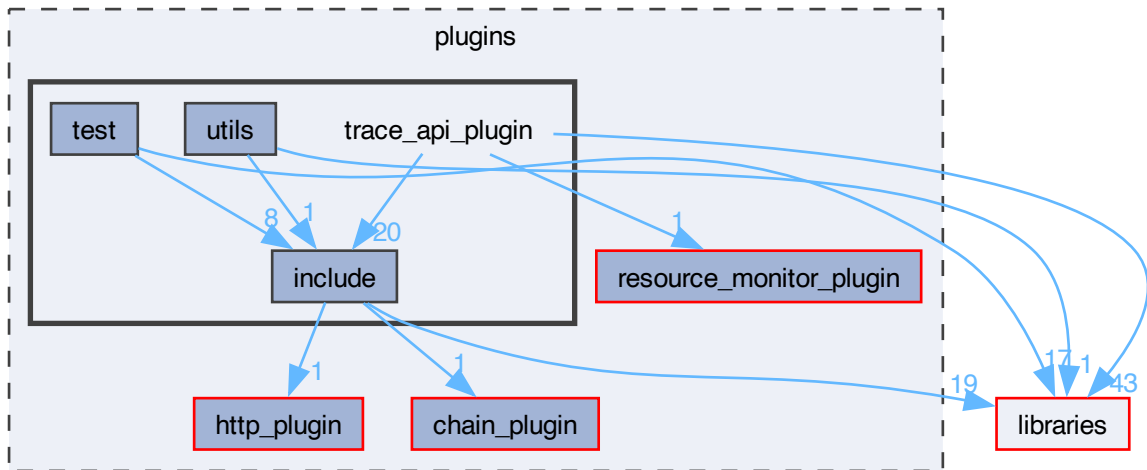 plugins
test
utils
trace_api_plugin
8
1
20
1
include
resource_monitor_plugin
1
1
19
17
1
43
http_plugin
chain_plugin
libraries